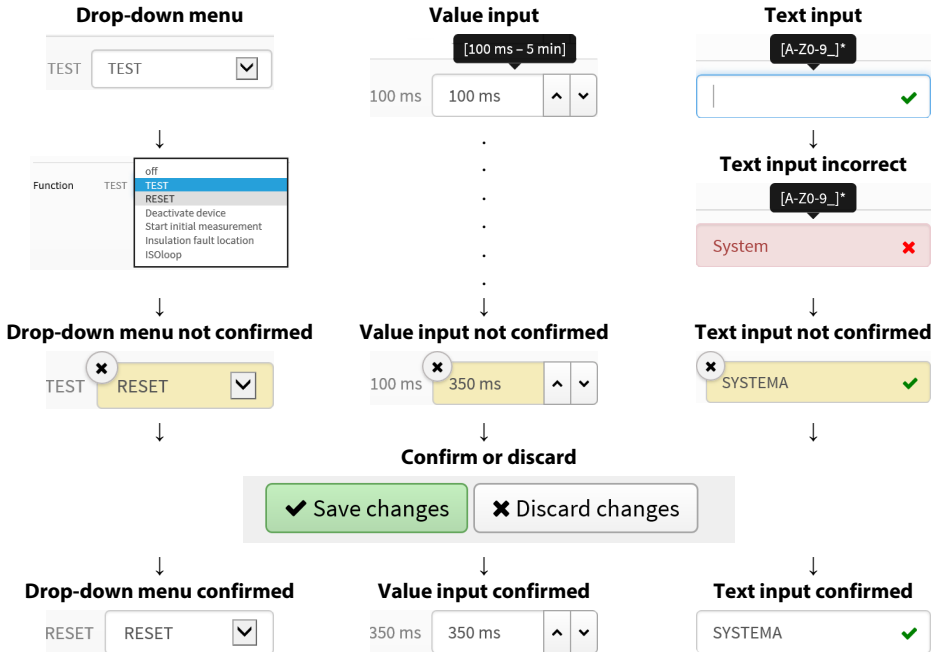 Drop-down menu
Value input
Text input
[100 ms – 5 min]
[A-Z0-9_]*
TEST TEST
100 ms 100 ms
↓
.
↓
Text input incorrect
Function TEST
off
TEST
RESET
Deactivate device
Start initial measurement
Insulation fault location
ISOloop
.
.
.
.
.
[A-Z0-9_]*
System
↓
↓
↓
Drop-down menu not confirmed
Value input not confirmed
Text input not confirmed
TEST RESET
100 ms 350 ms
SYSTEMA
↓
↓
↓
Confirm or discard
Save changes
Discard changes
↓
↓
↓
Drop-down menu confirmed
Value input confirmed
Text input confirmed
RESET RESET
350 ms 350 ms
SYSTEMA